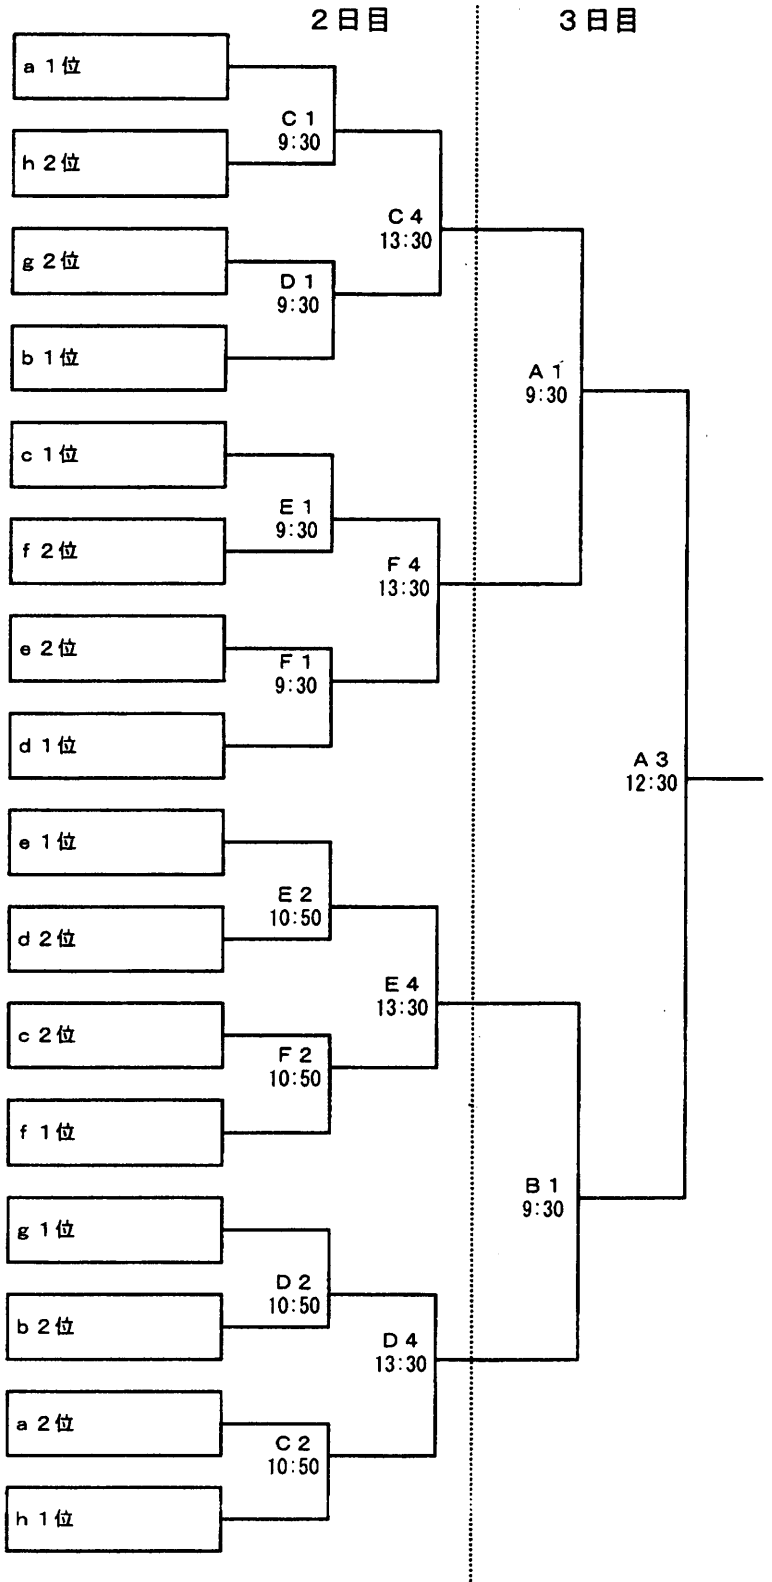 2日目
3日目
a 1位
C 1
9:30
h 2位
C 4
13:30
g 2位
D 1
9:30
b 1位
A 1
9:30
c 1位
E 1
9:30
f 2位
F 4
13:30
e 2位
F 1
9:30
d 1位
A 3
12:30
e 1位
E 2
10:50
d 2位
E 4
13:30
c 2位
F 2
10:50
f 1位
B 1
9:30
g 1位
D 2
10:50
b 2位
D 4
13:30
a 2位
C 2
10:50
h 1位